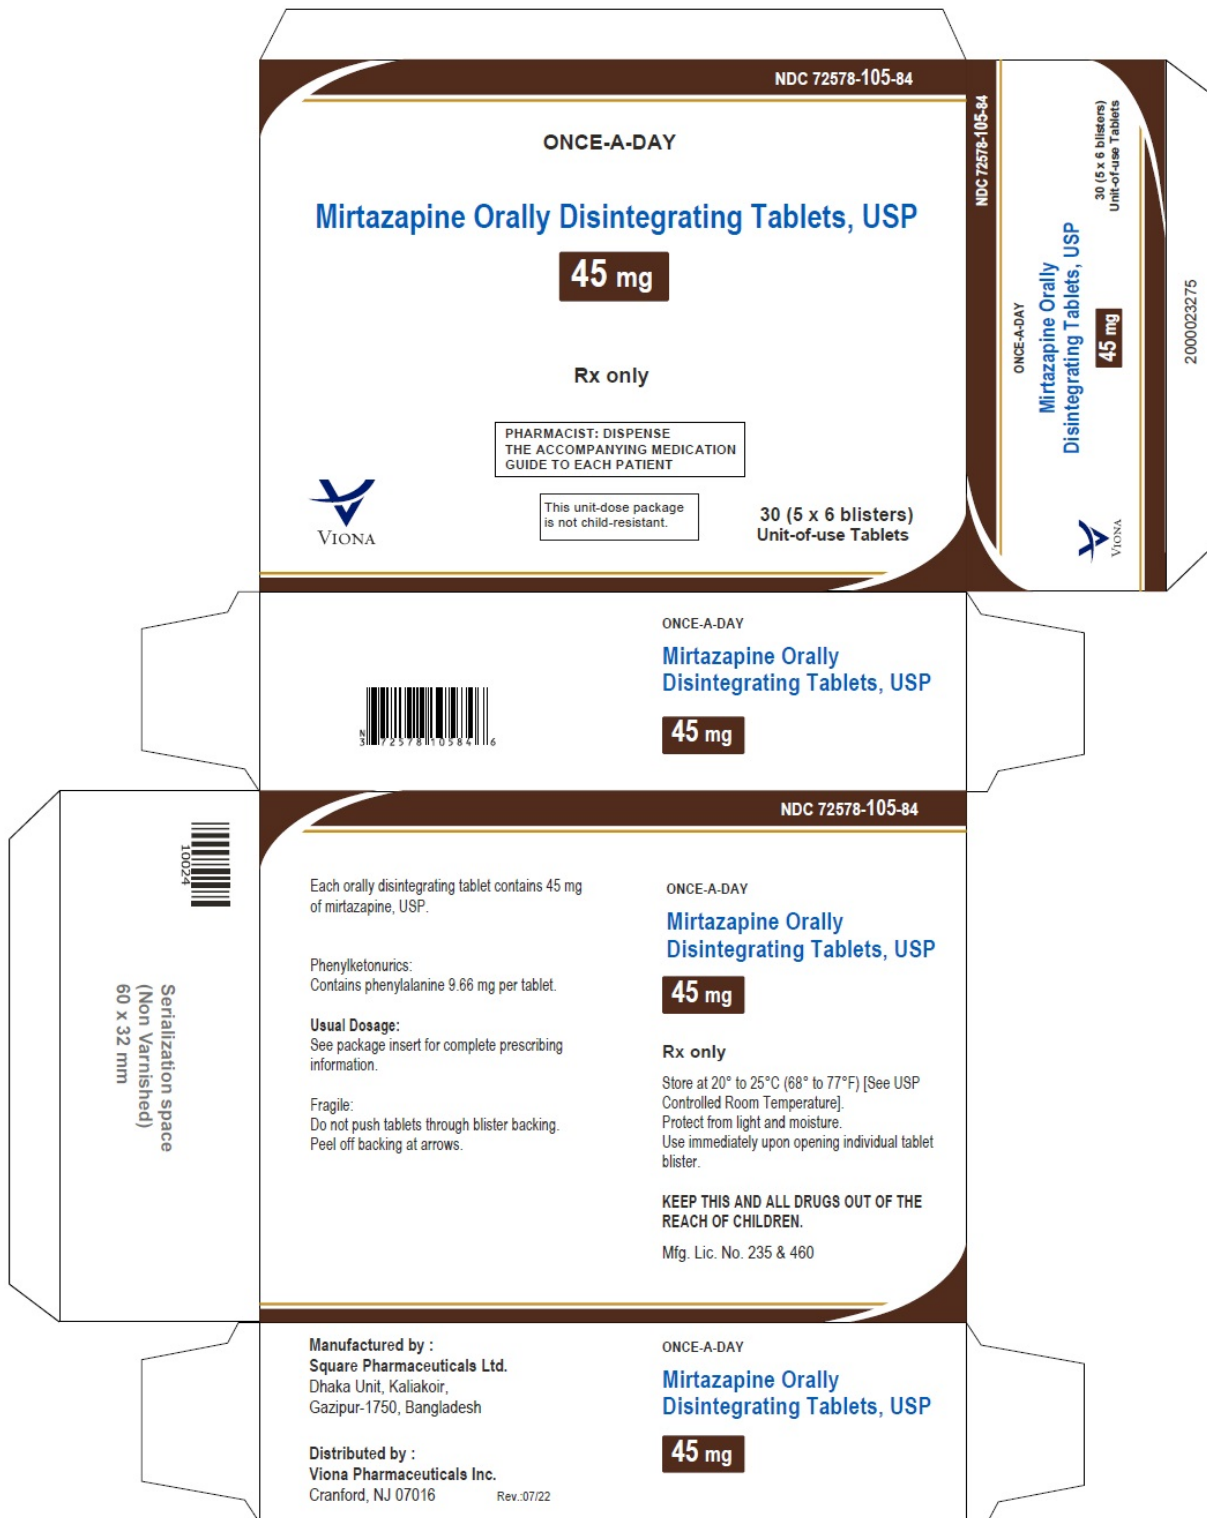 NDC 72578-105-84
ONCE-A-DAY
Mirtazapine Orally Disintegrating Tablets, USP
45 mg
Rx only
PHARMACIST: DISPENSE
THE ACCOMPANYING MEDICATION
GUIDE TO EACH PATIENT
This unit-dose package
is not child-resistant.
VIONA
30 (5 x 6 blisters)
Unit-of-use Tablets
NDC 72578-105-84
ONCE-A-DAY
Mirtazapine Orally
Disintegrating Tablets, USP
45 mg
30 (5 x 6 blisters)
Unit-of-use Tablets
VIONA
2000023275
N
3 72578 10584 6
ONCE-A-DAY
Mirtazapine Orally
Disintegrating Tablets, USP
45 mg
10024
Serialization space
(Non Varnished)
60 x 32 mm
NDC 72578-105-84
Each orally disintegrating tablet contains 45 mg
of mirtazapine, USP.
Phenylketonurics:
Contains phenylalanine 9.66 mg per tablet.
Usual Dosage:
See package insert for complete prescribing
information.
Fragile:
Do not push tablets through blister backing.
Peel off backing at arrows.
ONCE-A-DAY
Mirtazapine Orally
Disintegrating Tablets, USP
45 mg
Rx only
Store at 20° to 25°C (68° to 77°F) [See USP
Controlled Room Temperature].
Protect from light and moisture.
Use immediately upon opening individual tablet
blister.
KEEP THIS AND ALL DRUGS OUT OF THE
REACH OF CHILDREN.
Mfg. Lic. No. 235 & 460
Manufactured by :
Square Pharmaceuticals Ltd.
Dhaka Unit, Kaliakoir,
Gazipur-1750, Bangladesh
Distributed by :
Viona Pharmaceuticals Inc.
Cranford, NJ 07016 Rev.:07/22
ONCE-A-DAY
Mirtazapine Orally
Disintegrating Tablets, USP
45 mg